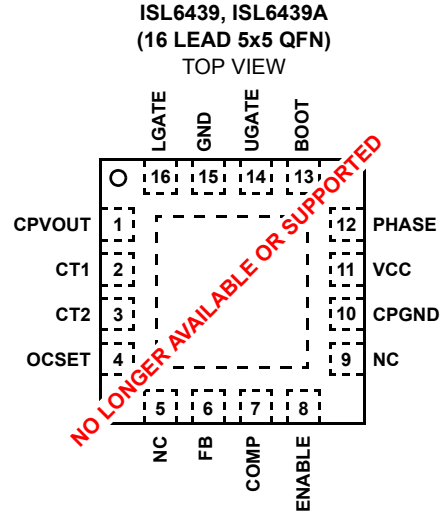 ISL6439, ISL6439A
(16 LEAD 5x5 QFN)
TOP VIEW
LGATE
GND
UGATE
BOOT
16 15 14 13
CPVOUT 1
CT1 2
CT2 3
OCSET 4
12 PHASE
11 VCC
10 CPGND
9 NC
5 6 7 8
NC
FB
COMP
ENABLE
NO LONGER AVAILABLE OR SUPPORTED